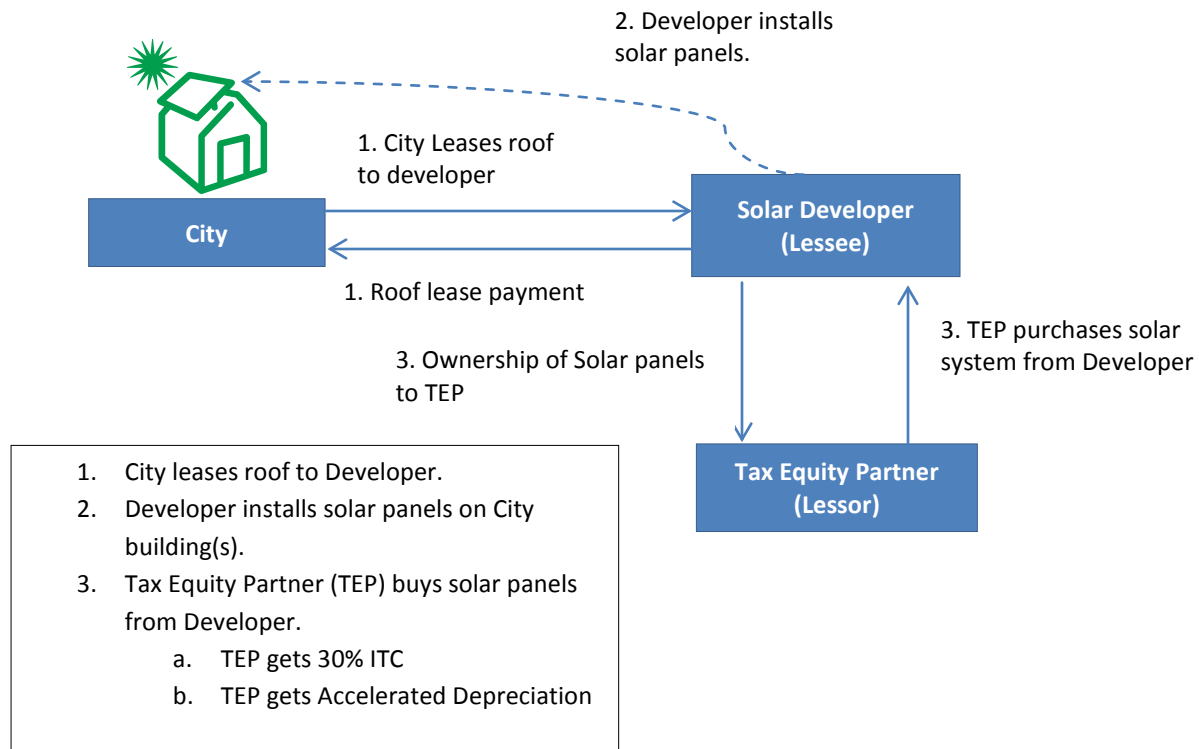 2. Developer installs
solar panels.
1. City Leases roof
to developer
City
Solar Developer
(Lessee)
1. Roof lease payment
3. Ownership of Solar panels
to TEP
3. TEP purchases solar
system from Developer
Tax Equity Partner
(Lessor)
1. City leases roof to Developer.
2. Developer installs solar panels on City
building(s).
3. Tax Equity Partner (TEP) buys solar panels
from Developer.
a. TEP gets 30% ITC
b. TEP gets Accelerated Depreciation